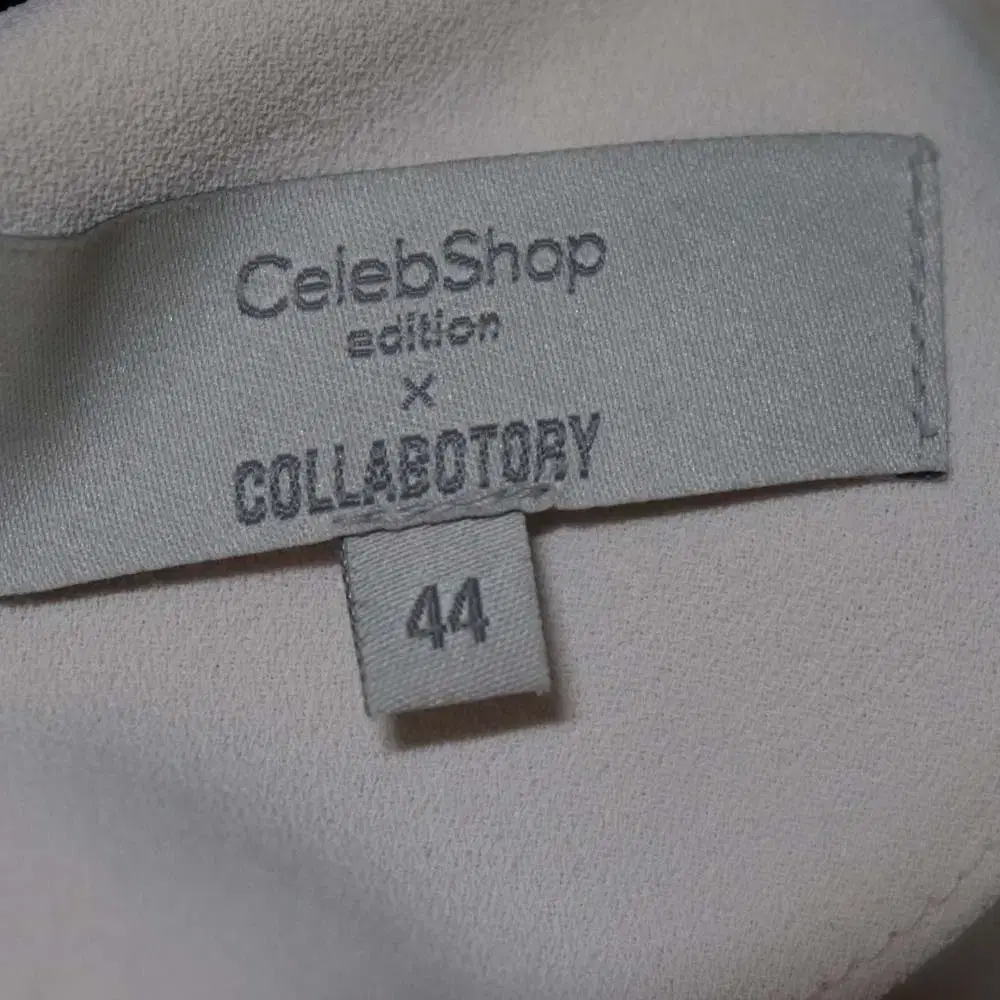 CelebShop
edition
×
COLLABOTORY
44